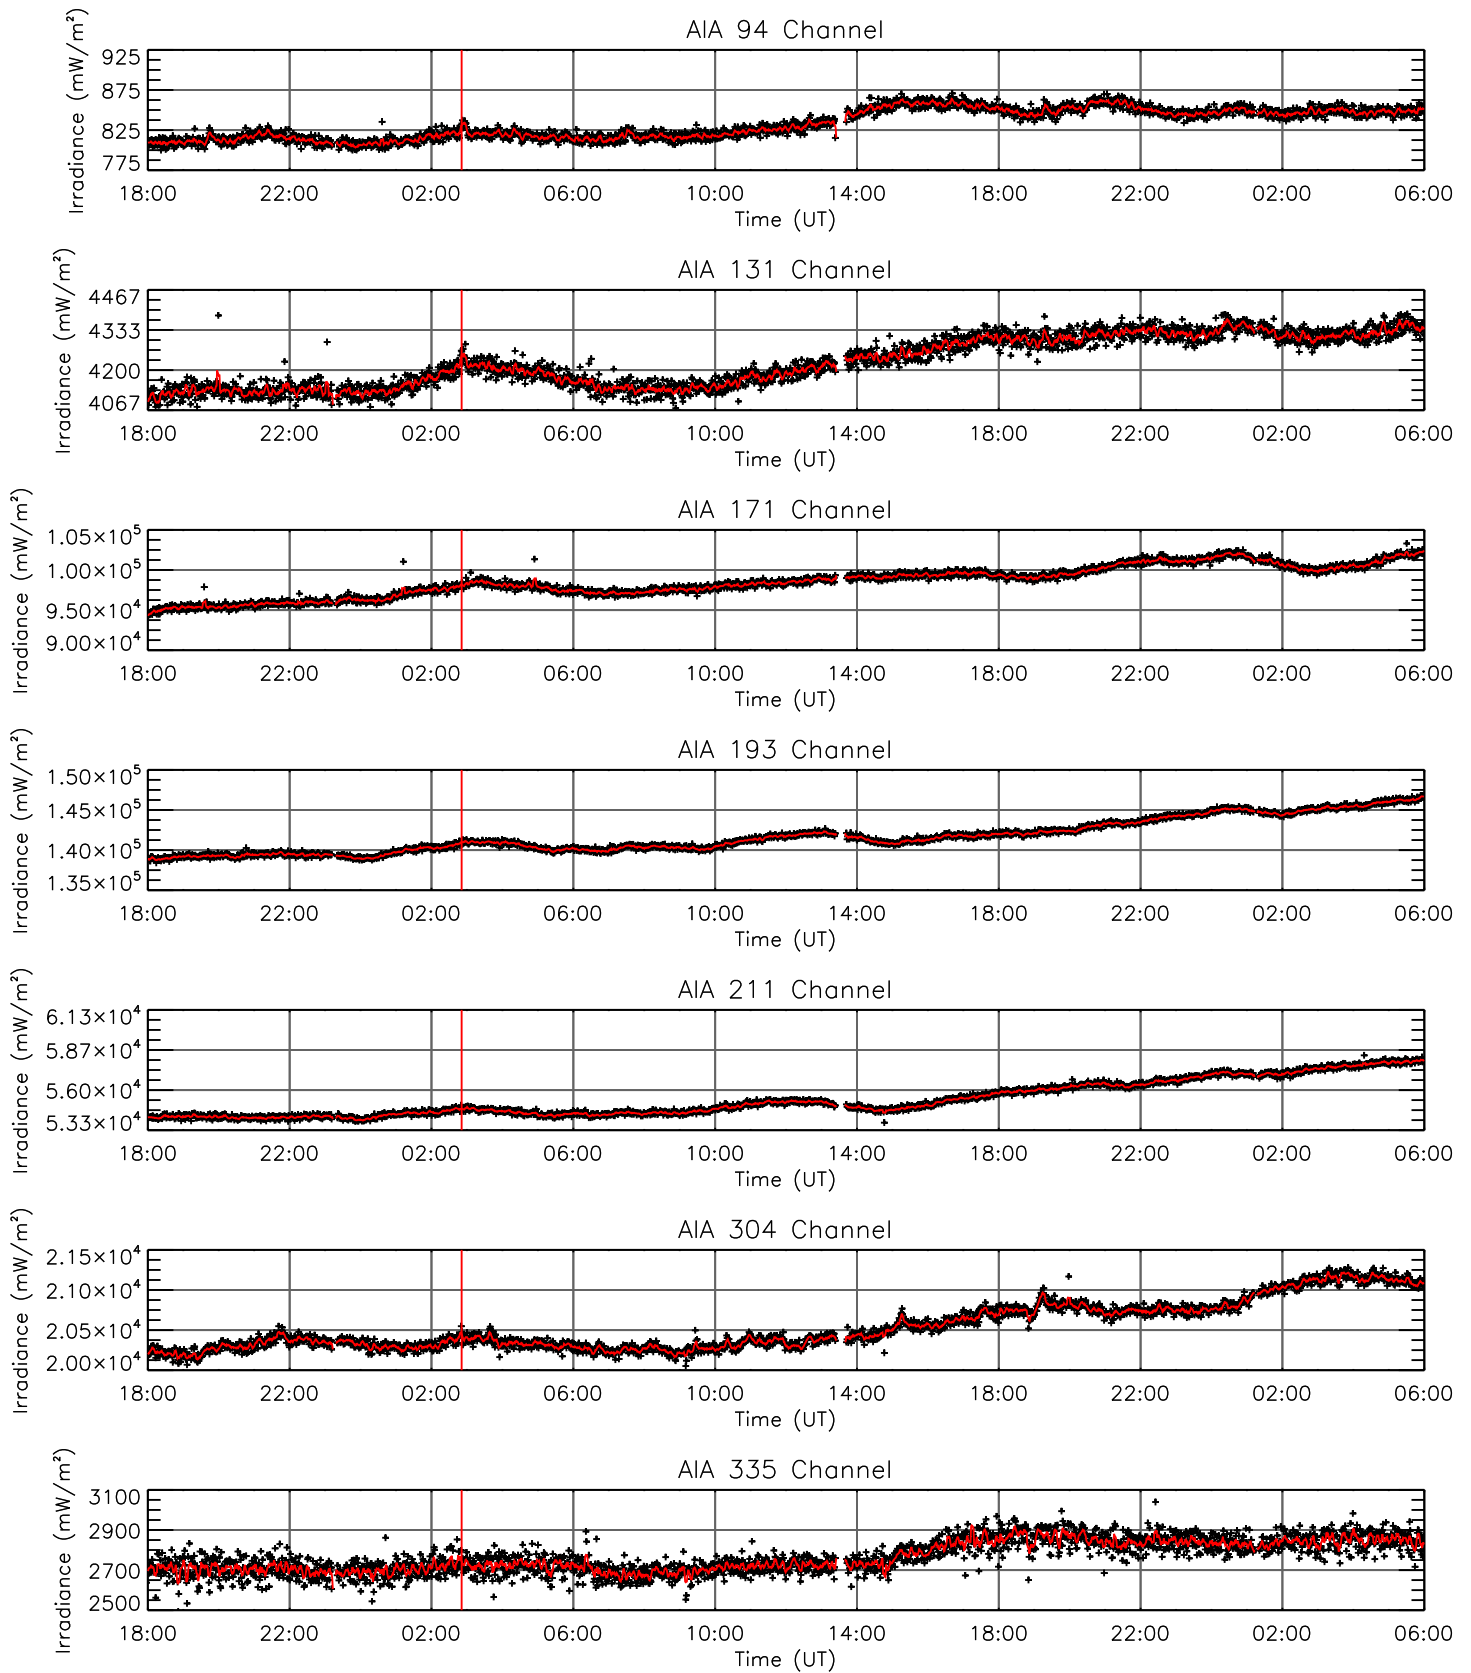 AIA 94 Channel
Irradiance (mW/m²)
925
875
825
775
18:00 22:00 02:00 06:00 10:00 14:00 18:00 22:00 02:00 06:00
Time (UT)
AIA 131 Channel
Irradiance (mW/m²)
4467
4333
4200
4067
18:00 22:00 02:00 06:00 10:00 14:00 18:00 22:00 02:00 06:00
Time (UT)
AIA 171 Channel
Irradiance (mW/m²)
1.05×10⁵
1.00×10⁵
9.50×10⁴
9.00×10⁴
18:00 22:00 02:00 06:00 10:00 14:00 18:00 22:00 02:00 06:00
Time (UT)
AIA 193 Channel
Irradiance (mW/m²)
1.50×10⁵
1.45×10⁵
1.40×10⁵
1.35×10⁵
18:00 22:00 02:00 06:00 10:00 14:00 18:00 22:00 02:00 06:00
Time (UT)
AIA 211 Channel
Irradiance (mW/m²)
6.13×10⁴
5.87×10⁴
5.60×10⁴
5.33×10⁴
18:00 22:00 02:00 06:00 10:00 14:00 18:00 22:00 02:00 06:00
Time (UT)
AIA 304 Channel
Irradiance (mW/m²)
2.15×10⁴
2.10×10⁴
2.05×10⁴
2.00×10⁴
18:00 22:00 02:00 06:00 10:00 14:00 18:00 22:00 02:00 06:00
Time (UT)
AIA 335 Channel
Irradiance (mW/m²)
3100
2900
2700
2500
18:00 22:00 02:00 06:00 10:00 14:00 18:00 22:00 02:00 06:00
Time (UT)